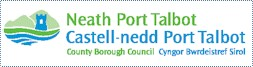 Neath Port Talbot
Castell-nedd Port Talbot
County Borough Council Cyngor Bwrdeistref Sirol